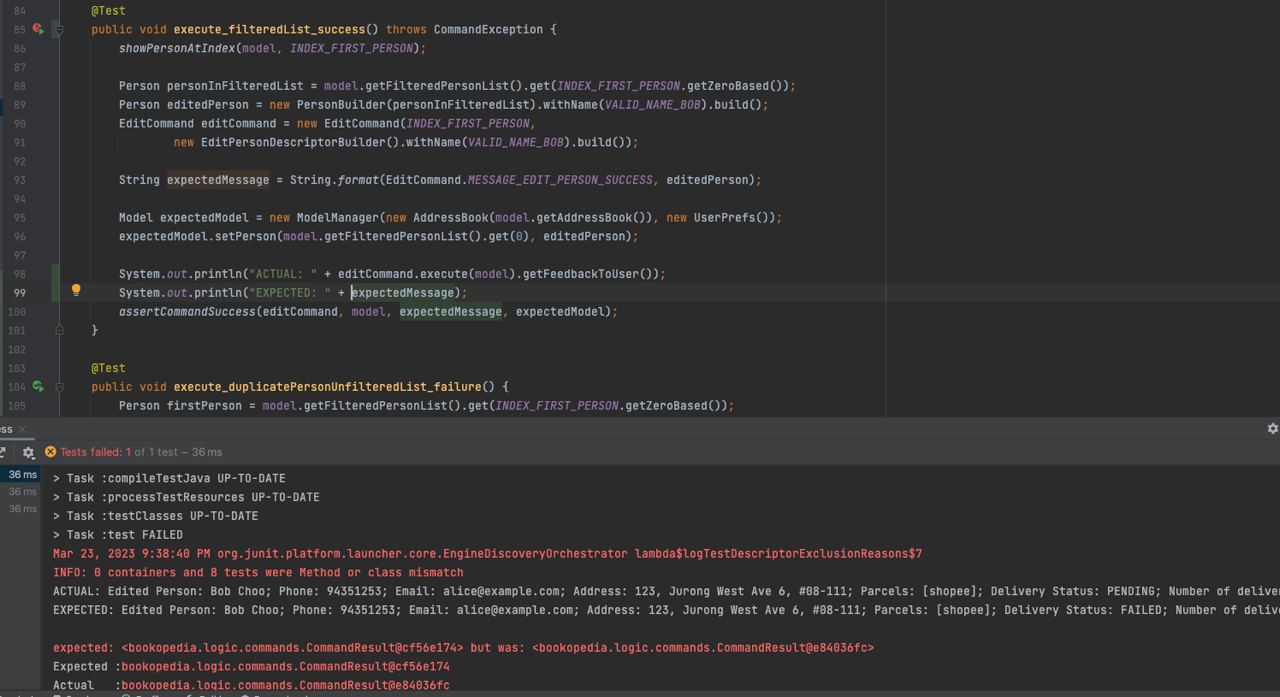 84 @Test
85 public void execute_filteredList_success() throws CommandException {
86 showPersonAtIndex(model, INDEX_FIRST_PERSON);
87
88 Person personInFilteredList = model.getFilteredPersonList().get(INDEX_FIRST_PERSON.getZeroBased());
89 Person editedPerson = new PersonBuilder(personInFilteredList).withName(VALID_NAME_BOB).build();
90 EditCommand editCommand = new EditCommand(INDEX_FIRST_PERSON,
91 new EditPersonDescriptorBuilder().withName(VALID_NAME_BOB).build());
92
93 String expectedMessage = String.format(EditCommand.MESSAGE_EDIT_PERSON_SUCCESS, editedPerson);
94
95 Model expectedModel = new ModelManager(new AddressBook(model.getAddressBook()), new UserPrefs());
96 expectedModel.setPerson(model.getFilteredPersonList().get(0), editedPerson);
97
98 System.out.println("ACTUAL: " + editCommand.execute(model).getFeedbackToUser());
99 System.out.println("EXPECTED: " + expectedMessage);
100 assertCommandSuccess(editCommand, model, expectedMessage, expectedModel);
101 }
102
103 @Test
104 public void execute_duplicatePersonUnfilteredList_failure() {
105 Person firstPerson = model.getFilteredPersonList().get(INDEX_FIRST_PERSON.getZeroBased());
ess ×
Tests failed: 1 of 1 test – 36 ms
36 ms > Task :compileTestJava UP-TO-DATE
36 ms > Task :processTestResources UP-TO-DATE
36 ms > Task :testClasses UP-TO-DATE
> Task :test FAILED
Mar 23, 2023 9:38:40 PM org.junit.platform.launcher.core.EngineDiscoveryOrchestrator lambda$logTestDescriptorExclusionReasons$7
INFO: 0 containers and 8 tests were Method or class mismatch
ACTUAL: Edited Person: Bob Choo; Phone: 94351253; Email: alice@example.com; Address: 123, Jurong West Ave 6, #08-111; Parcels: [shopee]; Delivery Status: PENDING; Number of deliver
EXPECTED: Edited Person: Bob Choo; Phone: 94351253; Email: alice@example.com; Address: 123, Jurong West Ave 6, #08-111; Parcels: [shopee]; Delivery Status: FAILED; Number of delive
expected: <bookopedia.logic.commands.CommandResult@cf56e174> but was: <bookopedia.logic.commands.CommandResult@e84036fc>
Expected :bookopedia.logic.commands.CommandResult@cf56e174
Actual :bookopedia.logic.commands.CommandResult@e84036fc